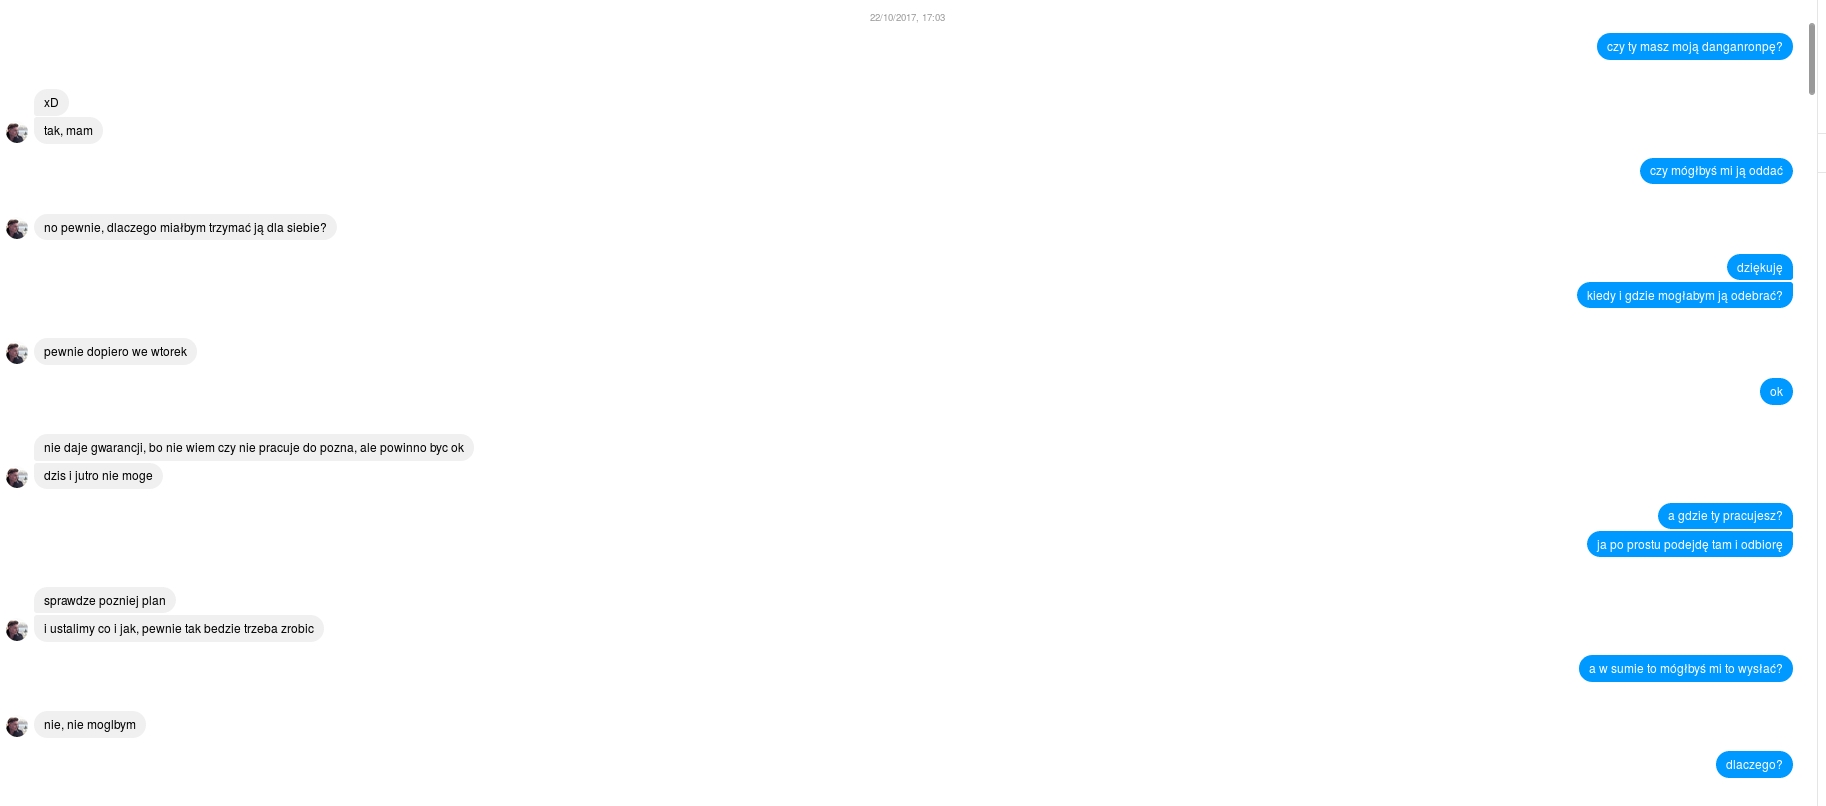 22/10/2017, 17:03
czy ty masz moją danganronpę?
xD
tak, mam
czy mógłbyś mi ją oddać
no pewnie, dlaczego miałbym trzymać ją dla siebie?
dziękuję
kiedy i gdzie mogłabym ją odebrać?
pewnie dopiero we wtorek
ok
nie daje gwarancji, bo nie wiem czy nie pracuje do pozna, ale powinno byc ok
dzis i jutro nie moge
a gdzie ty pracujesz?
ja po prostu podejdę tam i odbiorę
sprawdze pozniej plan
i ustalimy co i jak, pewnie tak bedzie trzeba zrobic
a w sumie to mógłbyś mi to wysłać?
nie, nie moglbym
dlaczego?